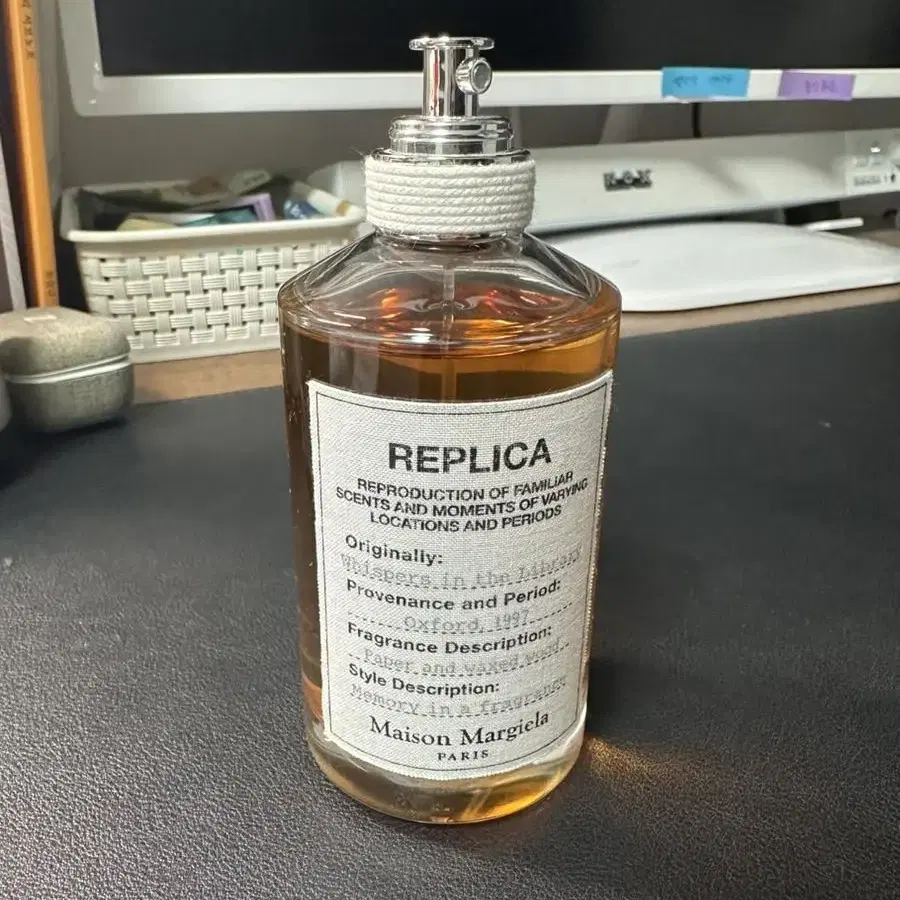 REPLICA
REPRODUCTION OF FAMILIAR
SCENTS AND MOMENTS OF VARYING
LOCATIONS AND PERIODS
Originally:
Whispers in the Library
Provenance and Period:
Oxford, 1997
Fragrance Description:
Paper and waxed wood
Style Description:
Memory in a fragrance
Maison Margiela
PARIS